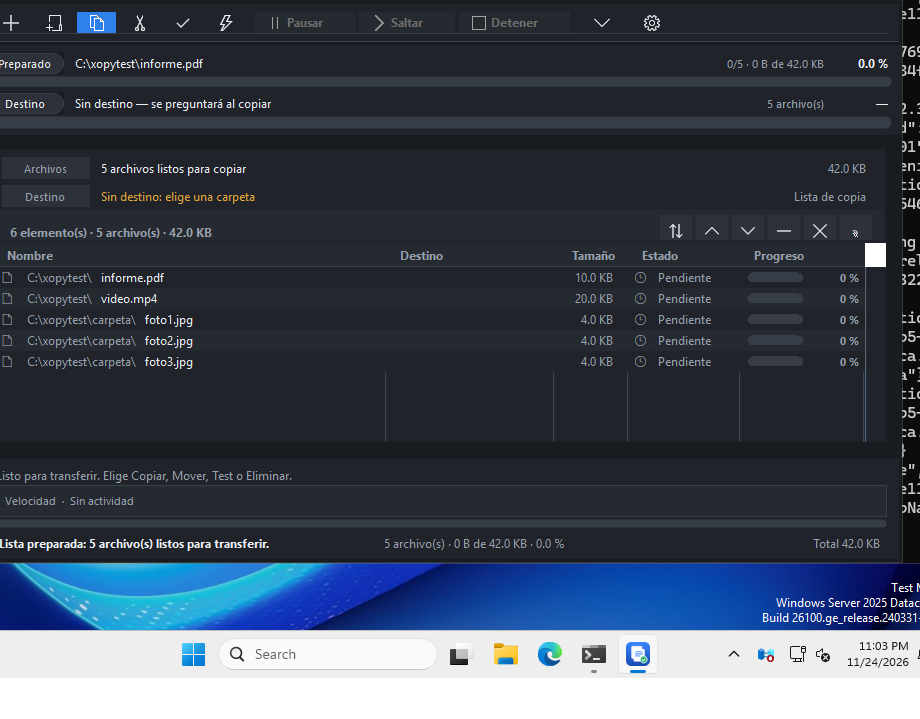 Pausar Saltar Detener
Preparado C:\xopytest\informe.pdf 0/5 · 0 B de 42.0 KB 0.0 %
Destino Sin destino — se preguntará al copiar 5 archivo(s) —
Archivos 5 archivos listos para copiar 42.0 KB
Destino Sin destino: elige una carpeta Lista de copia
6 elemento(s) · 5 archivo(s) · 42.0 KB
Nombre Destino Tamaño Estado Progreso
C:\xopytest\ informe.pdf 10.0 KB Pendiente 0 %
C:\xopytest\ video.mp4 20.0 KB Pendiente 0 %
C:\xopytest\carpeta\ foto1.jpg 4.0 KB Pendiente 0 %
C:\xopytest\carpeta\ foto2.jpg 4.0 KB Pendiente 0 %
C:\xopytest\carpeta\ foto3.jpg 4.0 KB Pendiente 0 %
Listo para transferir. Elige Copiar, Mover, Test o Eliminar.
Velocidad · Sin actividad
Lista preparada: 5 archivo(s) listos para transferir. 5 archivo(s) · 0 B de 42.0 KB · 0.0 % Total 42.0 KB
Test
Windows Server 2025
Build 26100.ge_release.240331-
Search
11:03 PM
11/24/2026